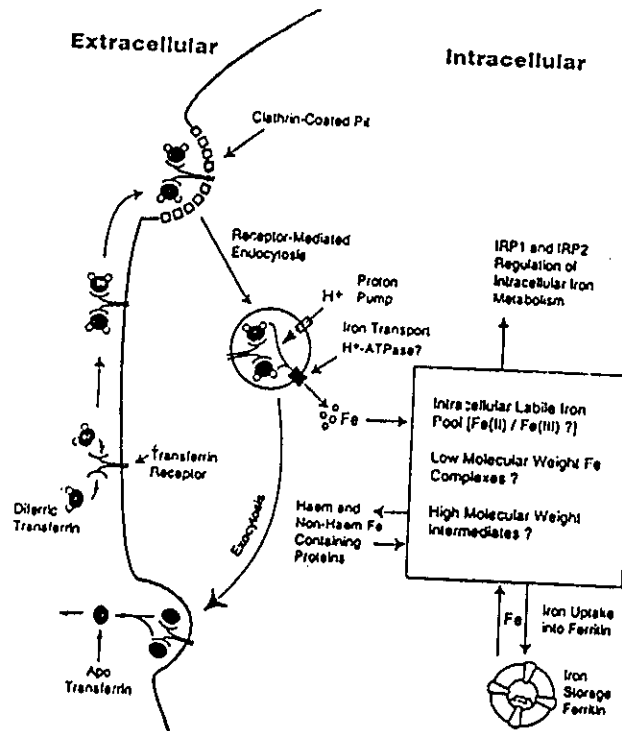 Extracellular
Intracellular
Clathrin-Coated Pit
Receptor-Mediated
Endocytosis
Proton
Pump
H+
Iron Transport
H+-ATPase?
Fe
IRP1 and IRP2
Regulation of
Intracellular Iron
Metabolism
Intracellular Labile Iron
Pool [Fe(II) / Fe(III) ?]
Low Molecular Weight Fe
Complexes ?
High Molecular Weight
Intermediates ?
Haem and
Non-Haem Fe
Containing
Proteins
Transferrin
Receptor
Diferric
Transferrin
Exocytosis
Apo
Transferrin
Fe
Iron Uptake
into Ferritin
Iron
Storage
Ferritin